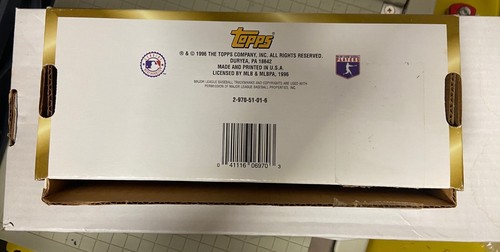 Topps
® & © 1996 THE TOPPS COMPANY, INC. ALL RIGHTS RESERVED.
DURYEA, PA 18642
MADE AND PRINTED IN U.S.A.
LICENSED BY MLB & MLBPA, 1996
MAJOR LEAGUE BASEBALL TRADEMARKS AND COPYRIGHTS ARE USED WITH
PERMISSION OF MAJOR LEAGUE BASEBALL PROPERTIES, INC.
PLAYERS
2-970-51-01-6
0 41116 06970 3